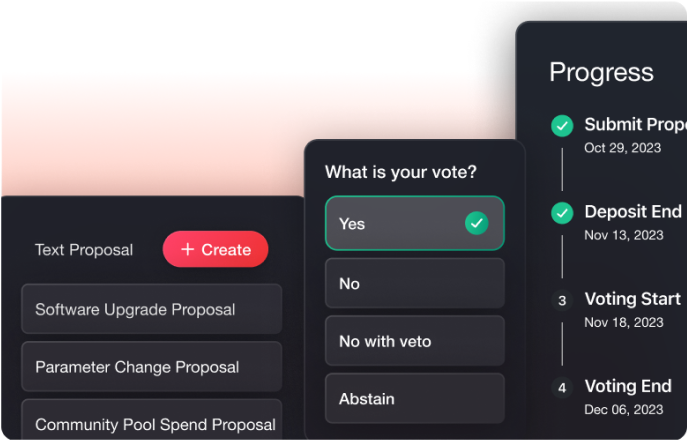 Text Proposal
+ Create
Software Upgrade Proposal
Parameter Change Proposal
Community Pool Spend Proposal
What is your vote?
Yes
No
No with veto
Abstain
Progress
Submit
Oct 29, 2023
Deposit End
Nov 13, 2023
3 Voting Start
Nov 18, 2023
4 Voting End
Dec 06, 2023